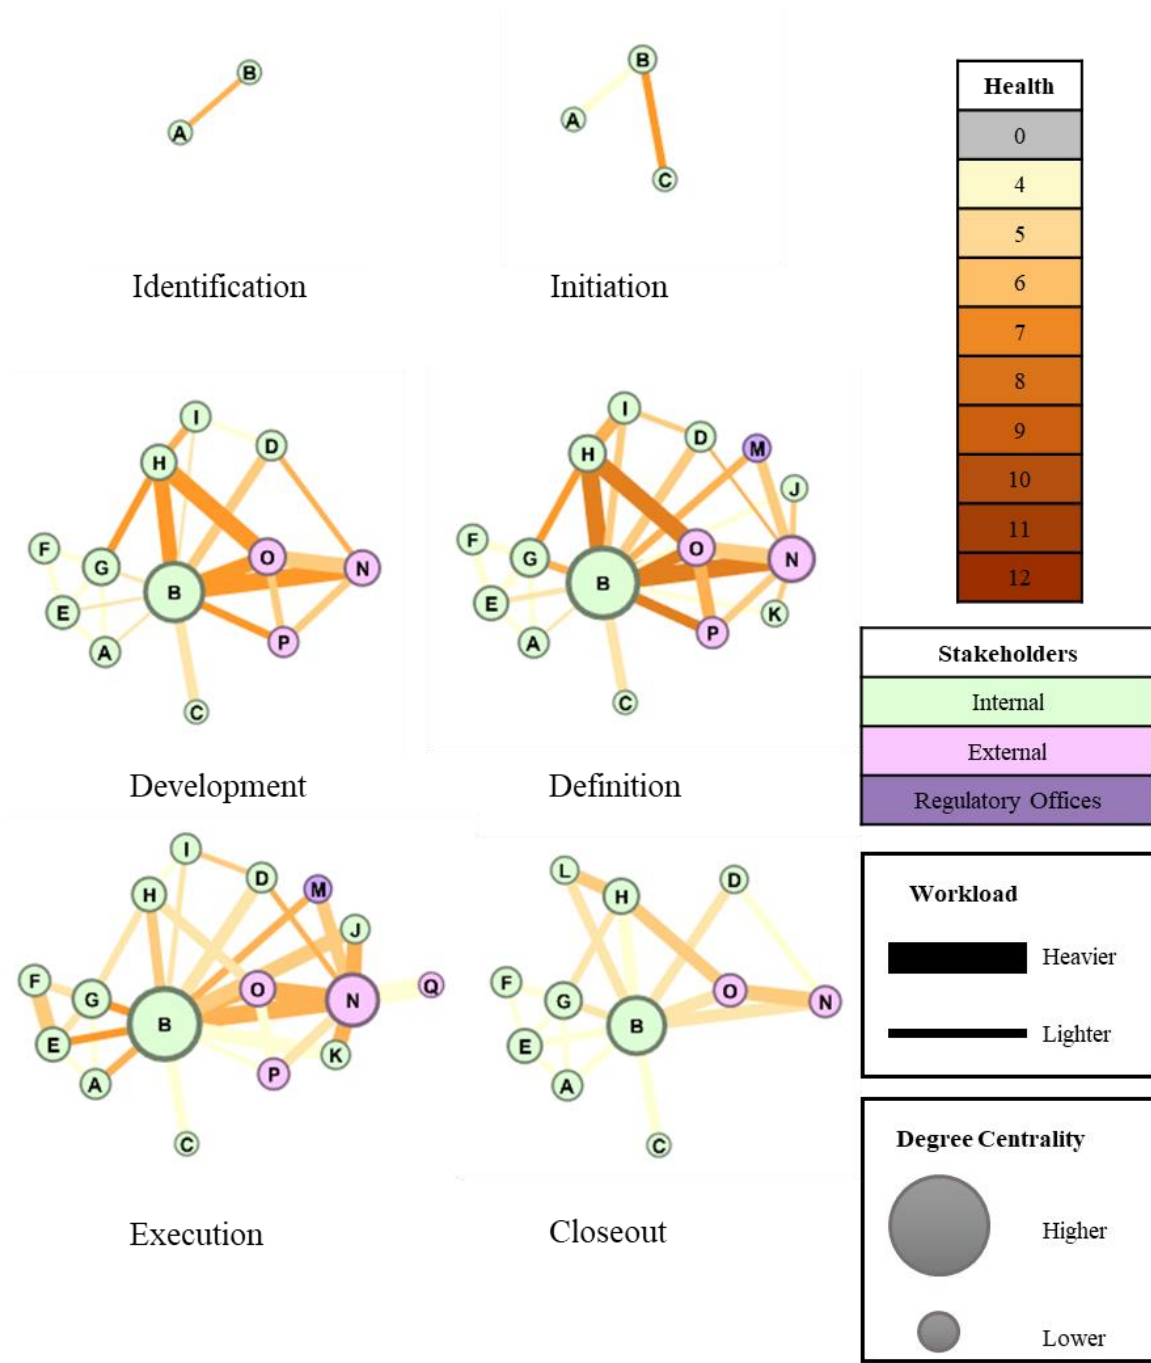 B
A
Identification
B
A
C
Initiation
Health
0
4
5
6
7
8
9
10
11
12
I
D
H
F
G
O
N
B
E
P
A
C
Development
I
D
M
H
J
F
G
O
N
B
E
K
P
A
C
Definition
Stakeholders
Internal
External
Regulatory Offices
I
D
M
H
J
F
G
O
N
Q
B
E
K
P
A
C
Execution
L
D
H
F
G
O
N
B
E
A
C
Closeout
Workload
Heavier
Lighter
Degree Centrality
Higher
Lower